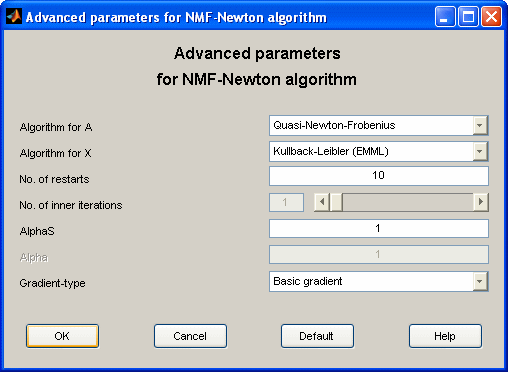 Advanced parameters for NMF-Newton algorithm
Advanced parameters
for NMF-Newton algorithm
Algorithm for A
Quasi-Newton-Frobenius
Algorithm for X
Kullback-Leibler (EMML)
No. of restarts
10
No. of inner iterations
1
AlphaS
1
Alpha
1
Gradient-type
Basic gradient
OK
Cancel
Default
Help